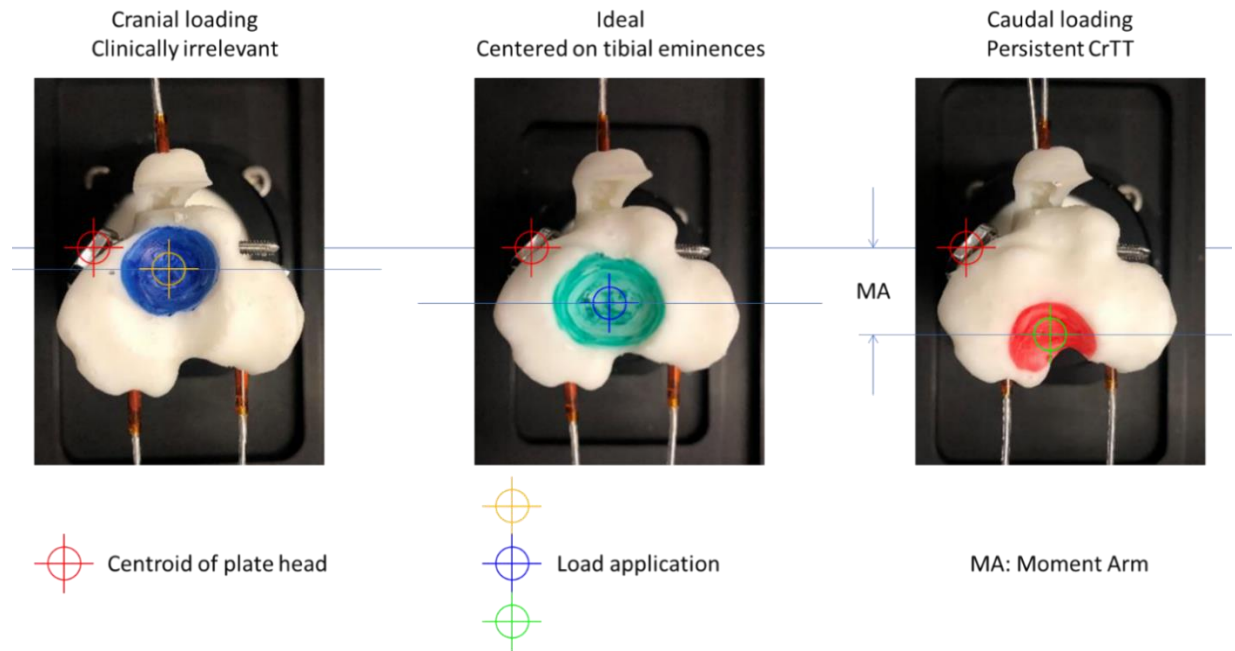 Cranial loading
Clinically irrelevant
Ideal
Centered on tibial eminences
Caudal loading
Persistent CrTT
MA
Centroid of plate head
Load application
MA: Moment Arm